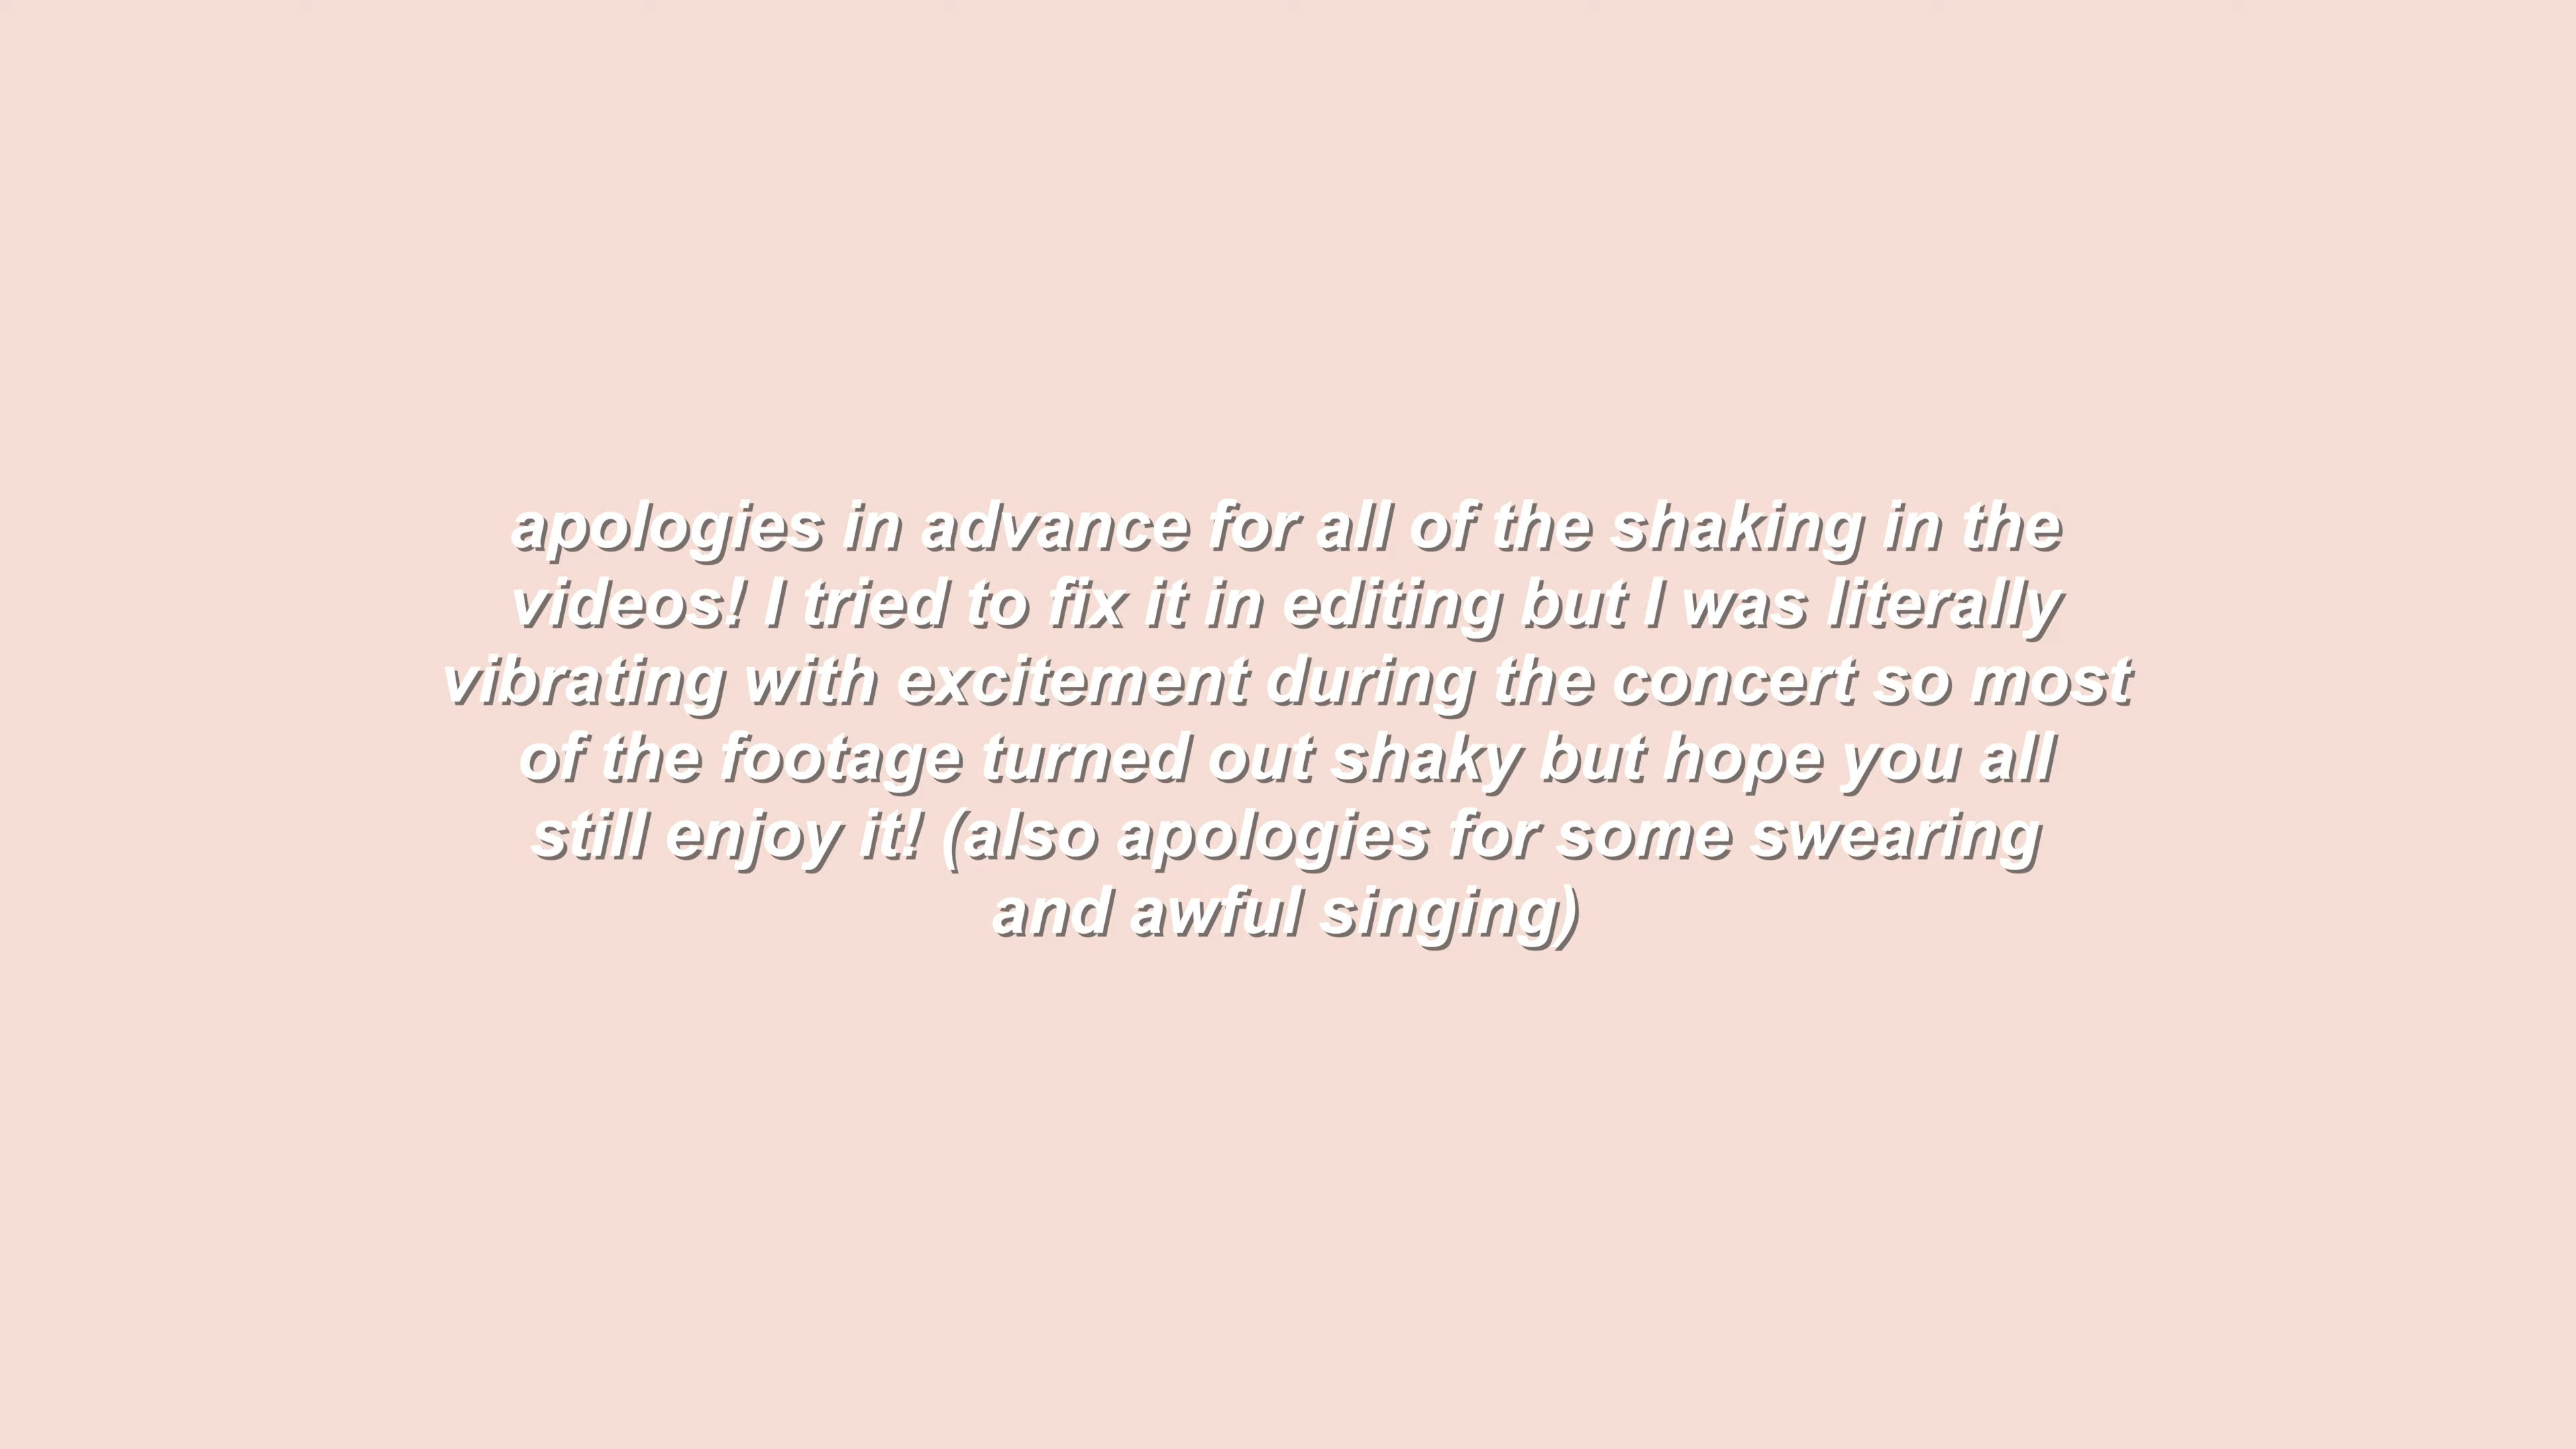 apologies in advance for all of the shaking in the
videos! I tried to fix it in editing but I was literally
vibrating with excitement during the concert so most
of the footage turned out shaky but hope you all
still enjoy it! (also apologies for some swearing
and awful singing)